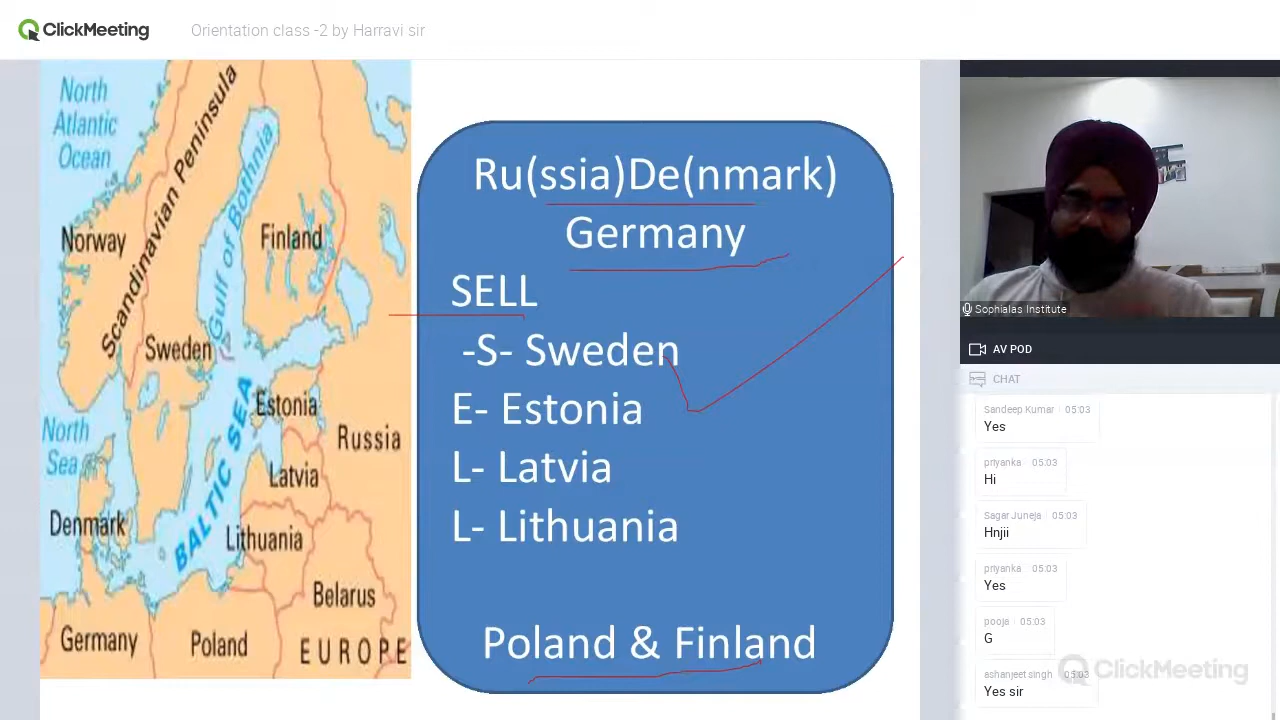 ClickMeeting
Orientation class -2 by Harravi sir
North
Atlantic
Ocean
Scandinavian Peninsula
Gulf of Bothnia
Norway
Finland
Sweden
Estonia
North
Sea
BALTIC SEA
Russia
Latvia
Denmark
Lithuania
Belarus
Germany
Poland
EUROPE
Ru(ssia)De(nmark)
Germany
SELL
-S- Sweden
E- Estonia
L- Latvia
L- Lithuania
Poland & Finland
Sophialas Institute
AV POD
CHAT
Sandeep Kumar 05:03
Yes
priyanka 05:03
Hi
Sagar Juneja 05:03
Hnjii
priyanka 05:03
Yes
pooja 05:03
G
ashanjeet singh 05:03
Yes sir
ClickMeeting